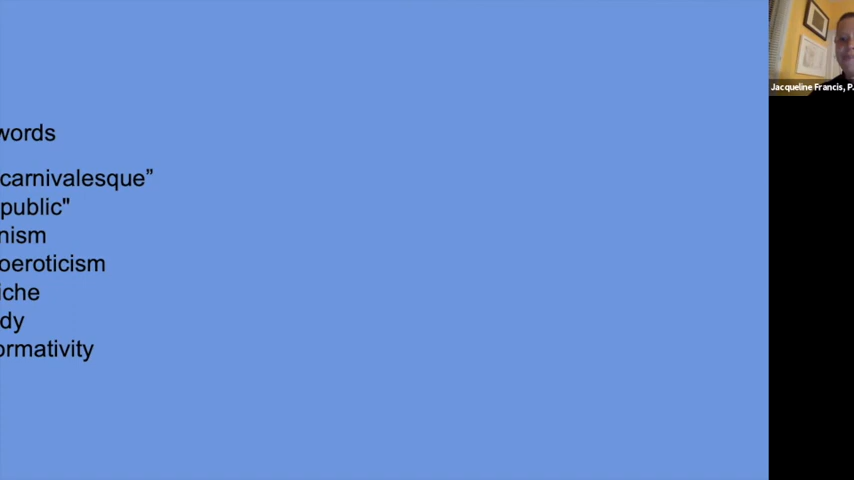 words
carnivalesque”
public"
nism
oeroticism
iche
dy
ormativity
Jacqueline Francis, P.